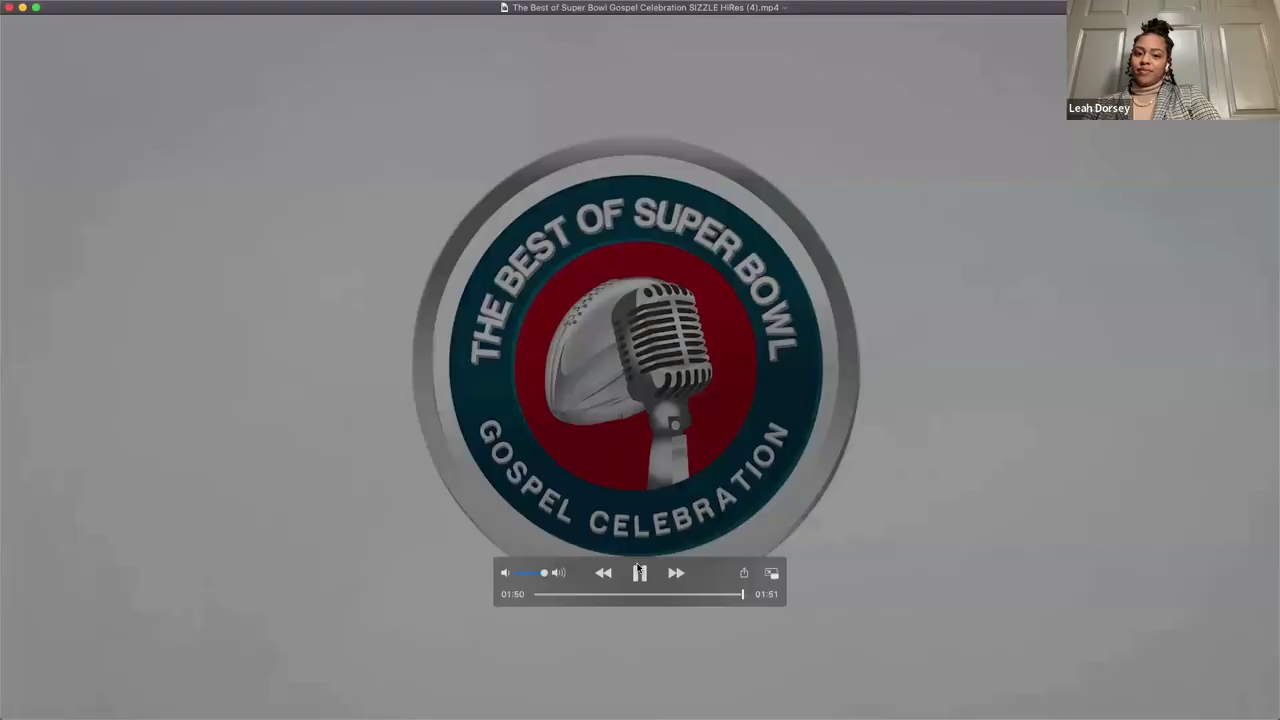 The Best of Super Bowl Gospel Celebration SIZZLE HiRes (4).mp4
Leah Dorsey
THE BEST OF SUPER BOWL
GOSPEL CELEBRATION
01:50
01:51